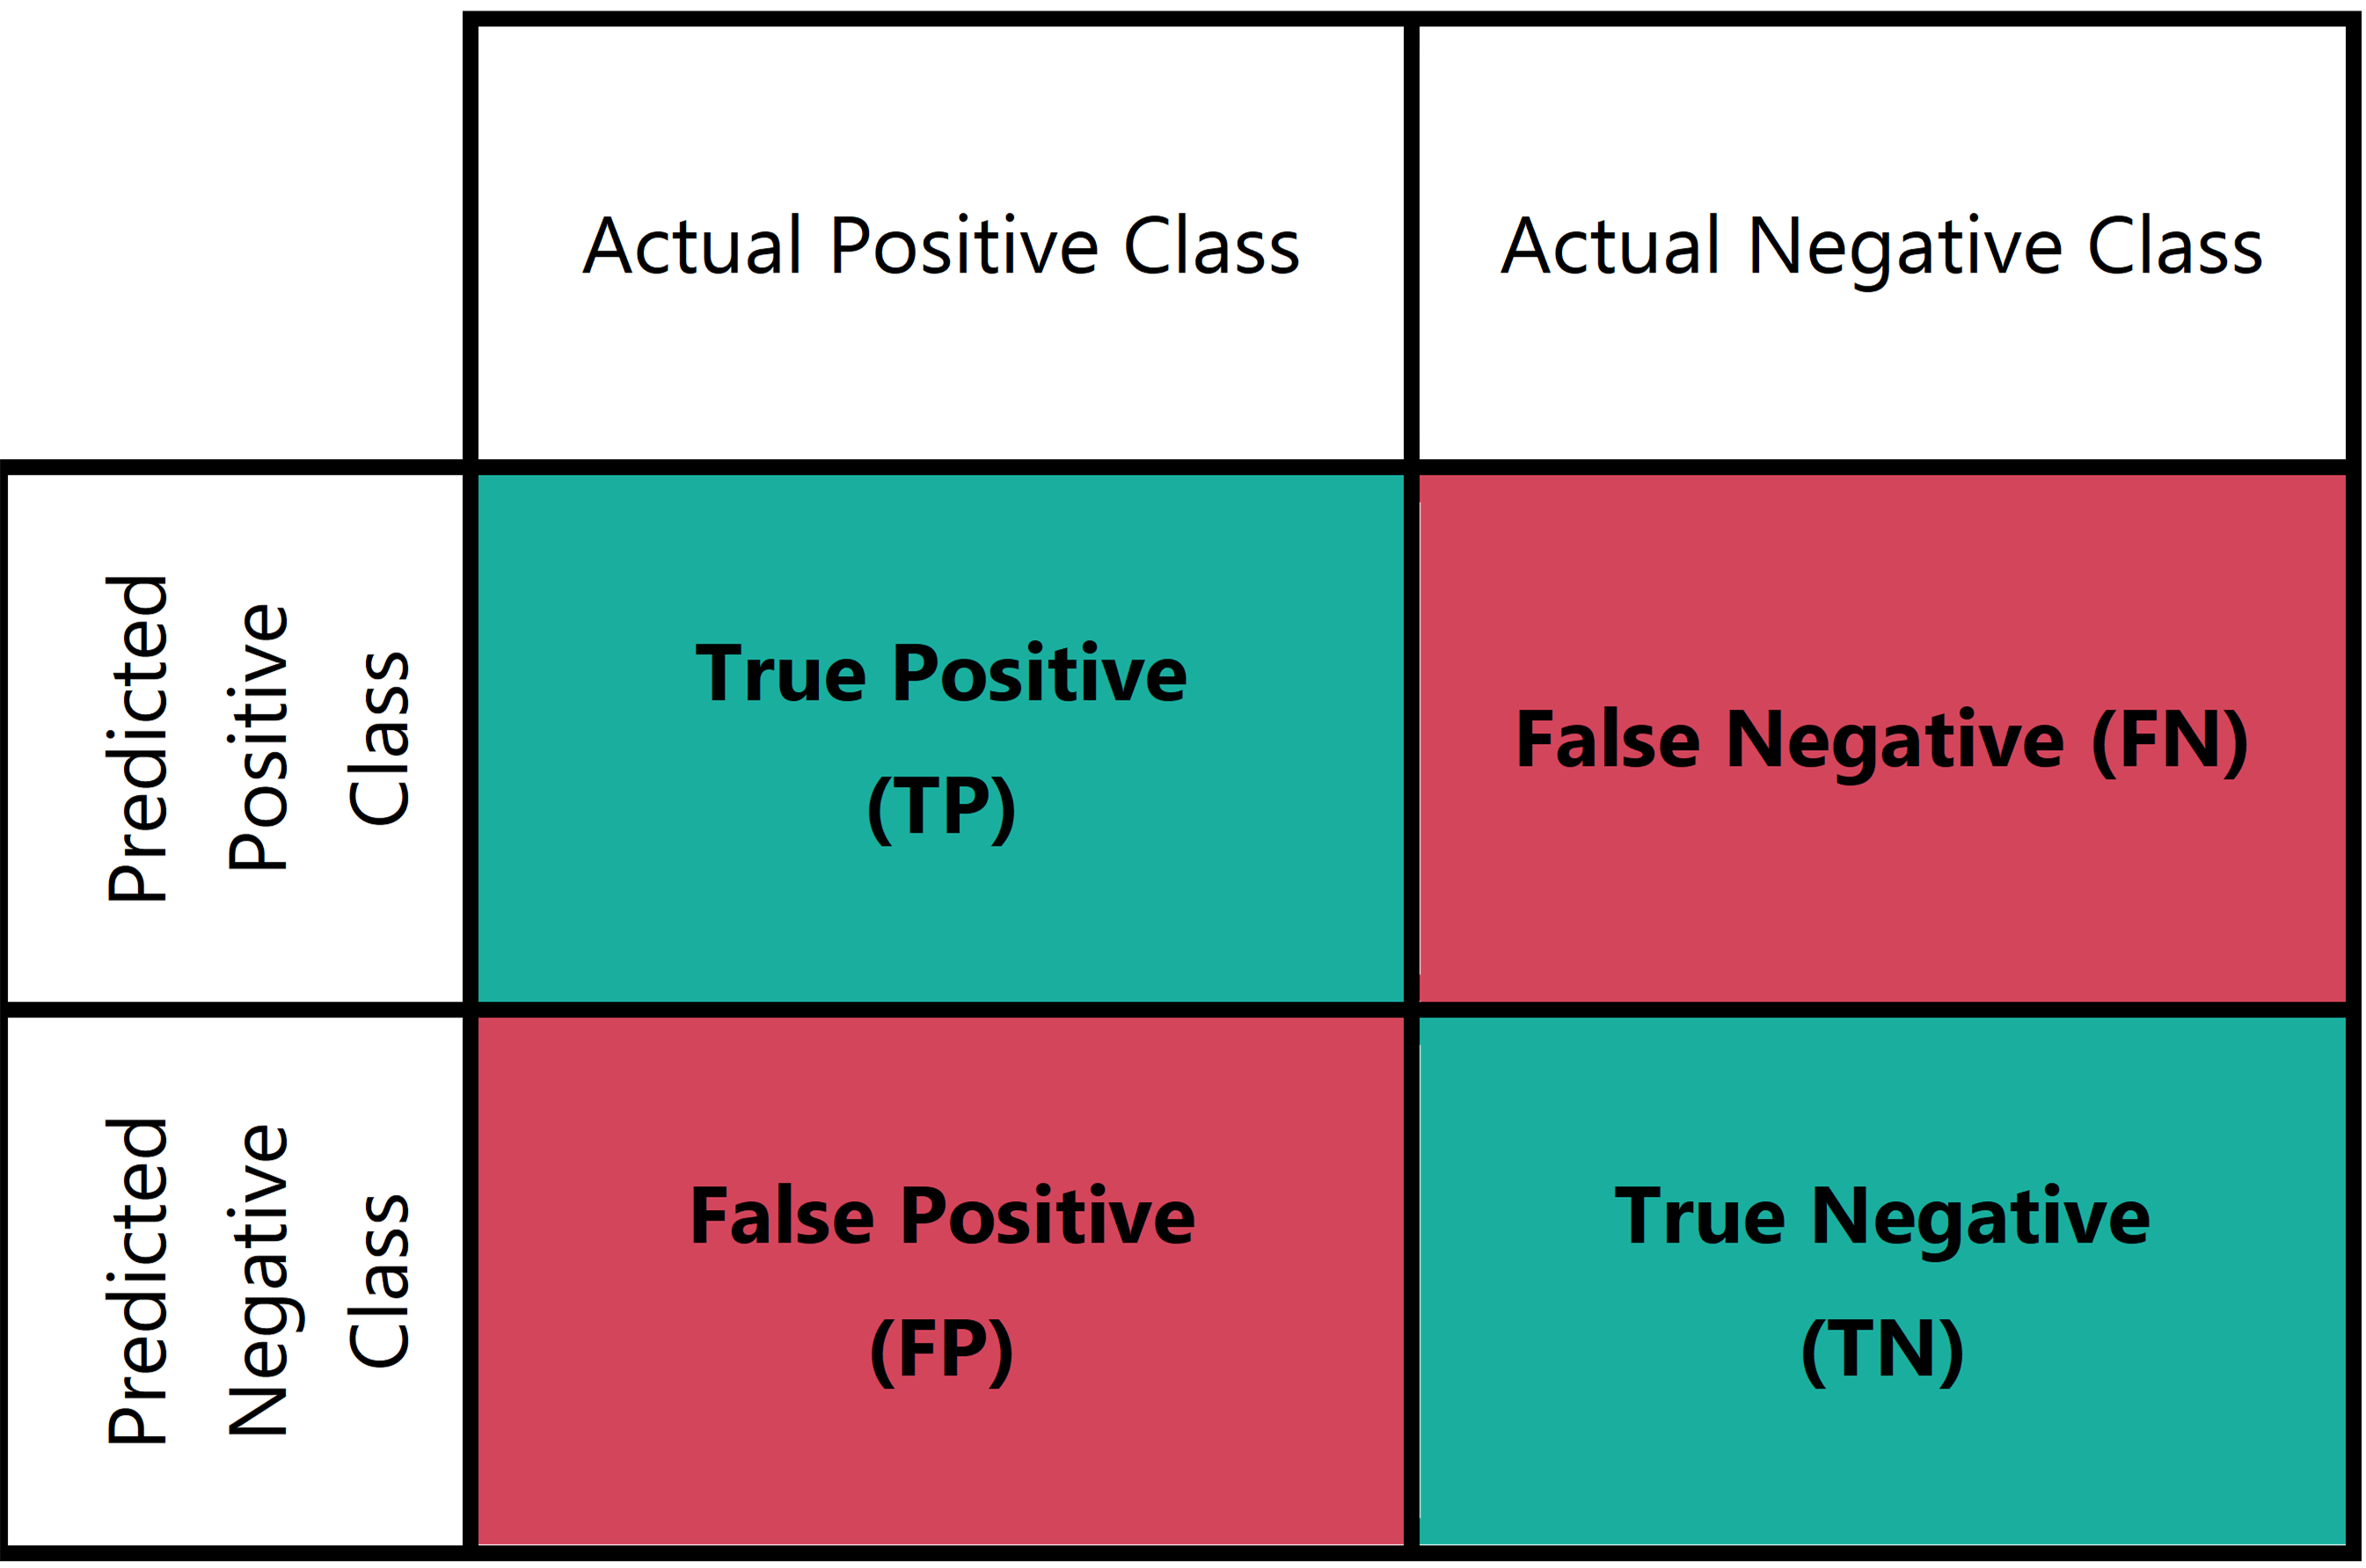 Actual Positive Class
Actual Negative Class
Predicted
Positive
Class
True Positive
(TP)
False Negative (FN)
Predicted
Negative
Class
False Positive
(FP)
True Negative
(TN)